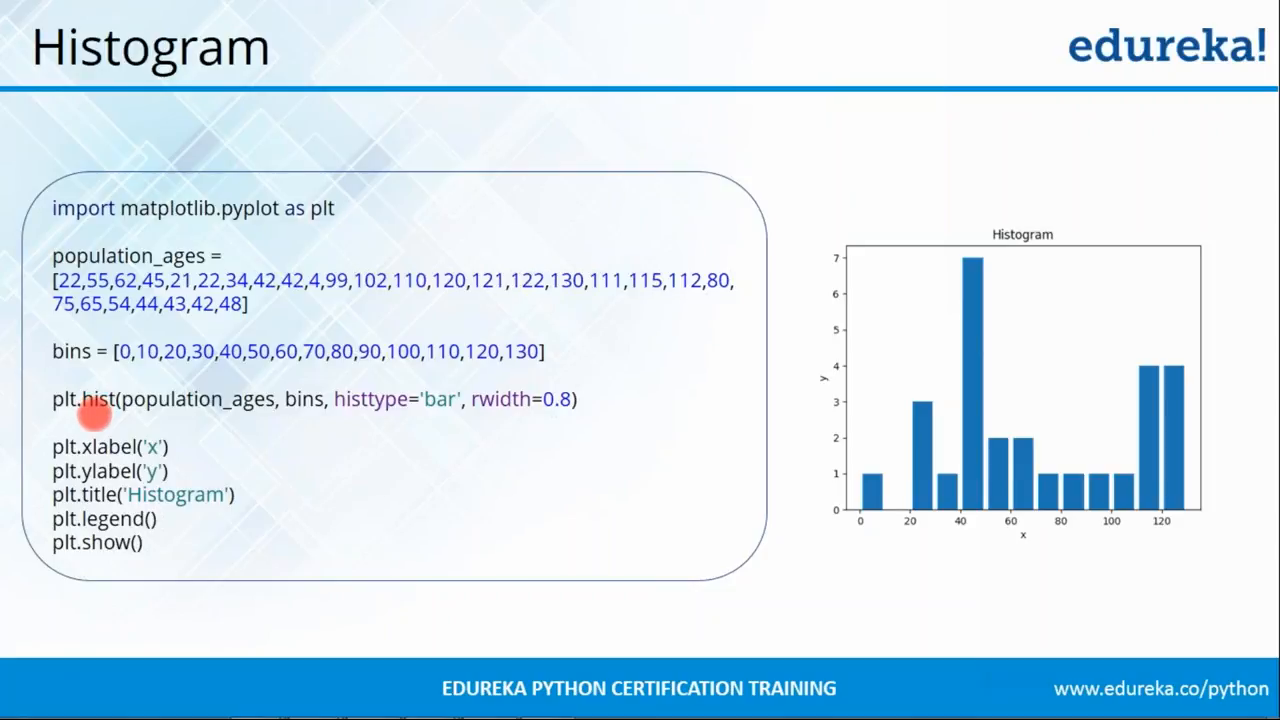 Histogram
edureka!
import matplotlib.pyplot as plt
population_ages =
[22,55,62,45,21,22,34,42,42,4,99,102,110,120,121,122,130,111,115,112,80,
75,65,54,44,43,42,48]
bins = [0,10,20,30,40,50,60,70,80,90,100,110,120,130]
plt.hist(population_ages, bins, histtype='bar', rwidth=0.8)
plt.xlabel('x')
plt.ylabel('y')
plt.title('Histogram')
plt.legend()
plt.show()
Histogram
7
6
5
4
3
2
1
0
y
0 20 40 60 80 100 120
x
EDUREKA PYTHON CERTIFICATION TRAINING
www.edureka.co/python